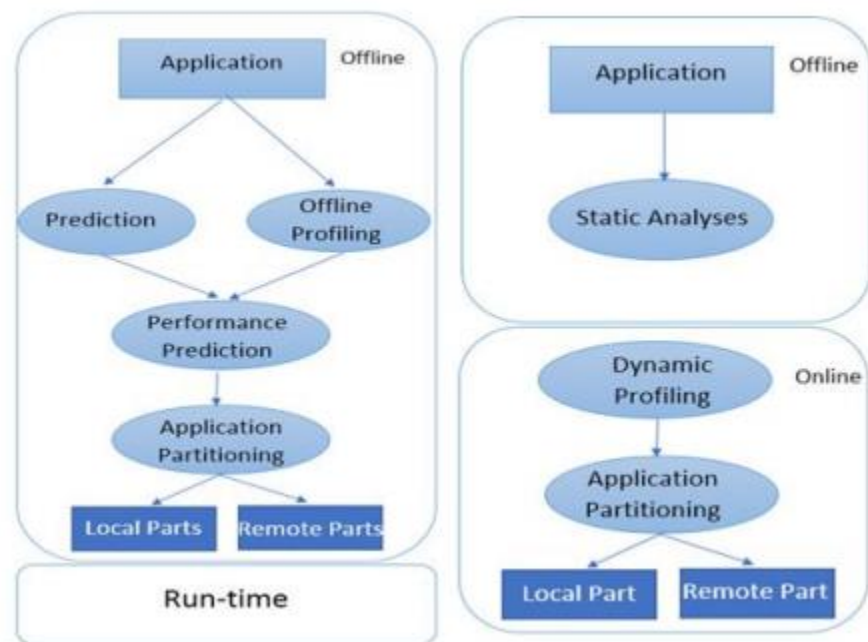 Application
Offline
Prediction
Offline
Profiling
Performance
Prediction
Application
Partitioning
Local Parts
Remote Parts
Run-time
Application
Offline
Static Analyses
Dynamic
Profiling
Online
Application
Partitioning
Local Part
Remote Part